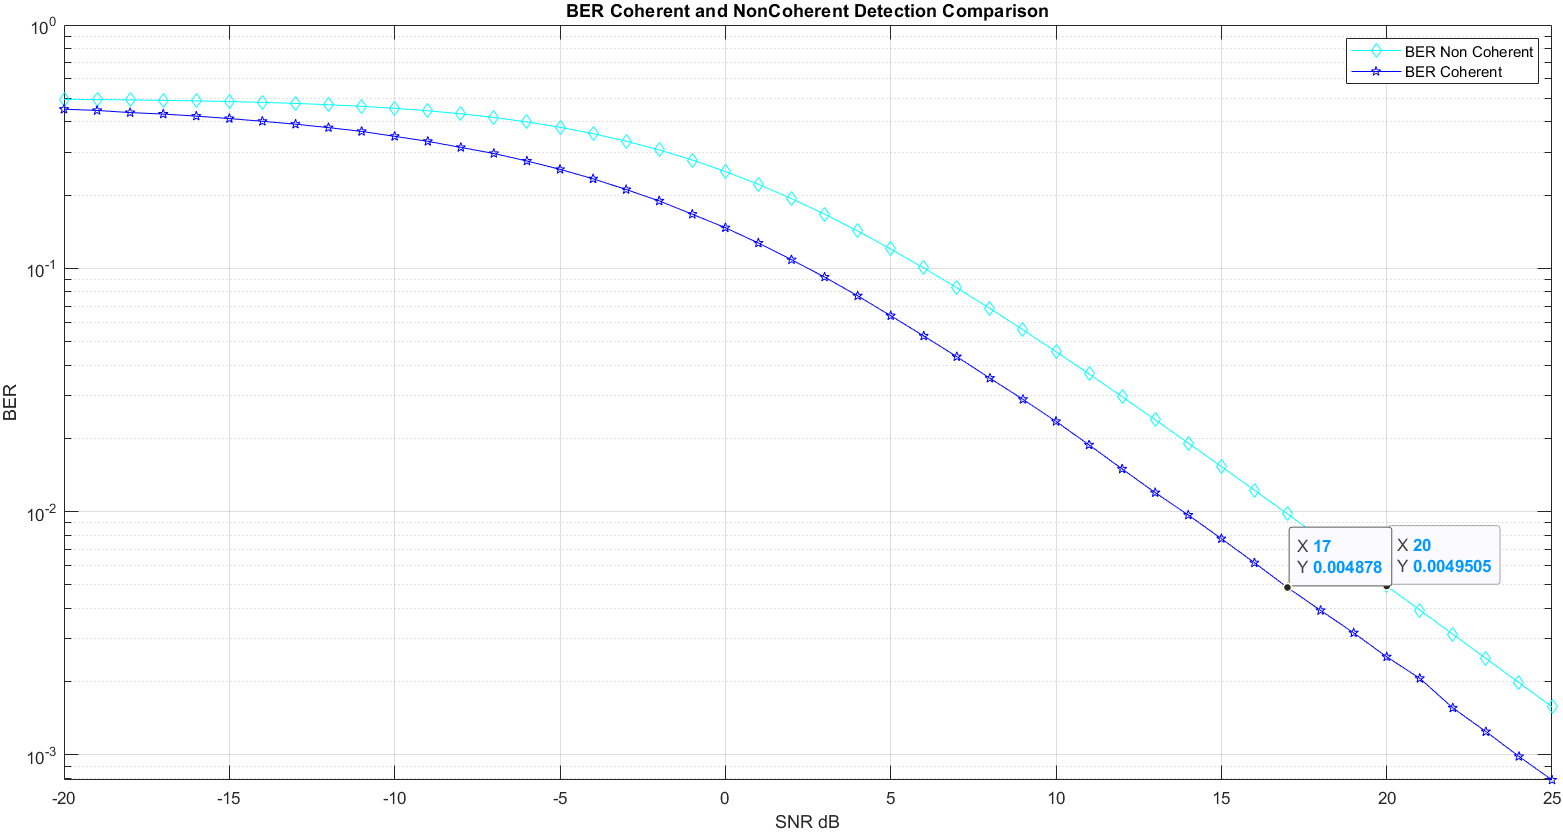 BER Coherent and NonCoherent Detection Comparison
10^0
BER Non Coherent
BER Coherent
10^-1
BER
10^-2
X 17
Y 0.004878
X 20
Y 0.0049505
10^-3
-20 -15 -10 -5 0 5 10 15 20 25
SNR dB